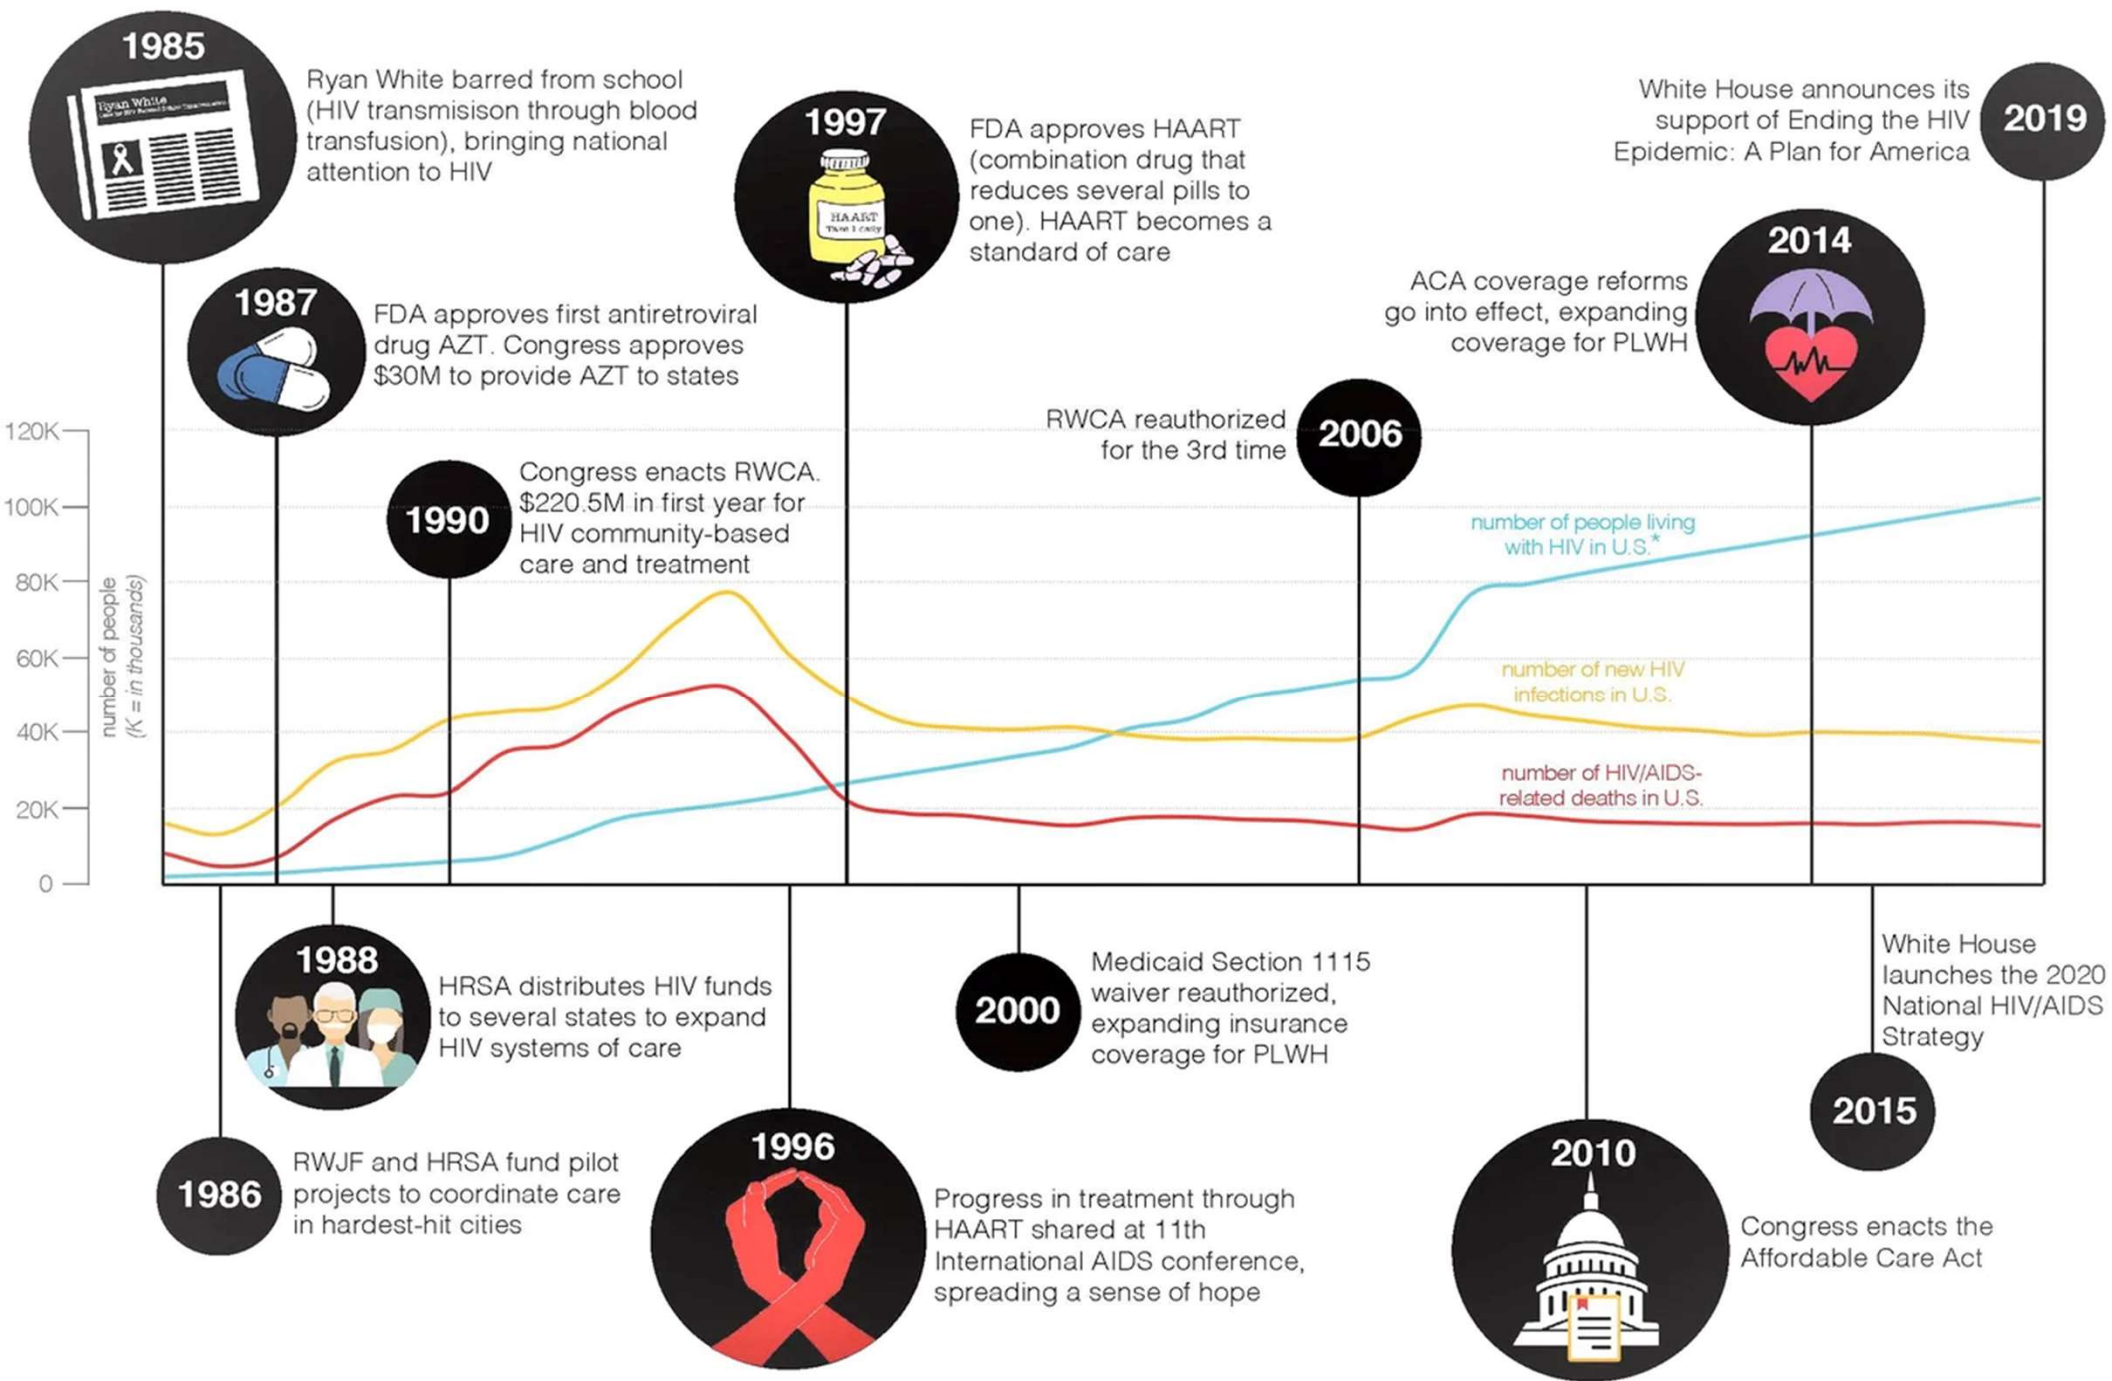 1985
Ryan White
Ryan White barred from school
(HIV transmisison through blood
transfusion), bringing national
attention to HIV
1987
FDA approves first antiretroviral
drug AZT. Congress approves
$30M to provide AZT to states
1990
Congress enacts RWCA.
$220.5M in first year for
HIV community-based
care and treatment
1997
HAART
Take 1 daily
FDA approves HAART
(combination drug that
reduces several pills to
one). HAART becomes a
standard of care
RWCA reauthorized
for the 3rd time
2006
ACA coverage reforms
go into effect, expanding
coverage for PLWH
2014
White House announces its
support of Ending the HIV
Epidemic: A Plan for America
2019
120K
100K
80K
60K
40K
20K
0
number of people
(K = in thousands)
number of people living
with HIV in U.S.*
number of new HIV
infections in U.S.
number of HIV/AIDS-
related deaths in U.S.
1986
RWJF and HRSA fund pilot
projects to coordinate care
in hardest-hit cities
1988
HRSA distributes HIV funds
to several states to expand
HIV systems of care
1996
Progress in treatment through
HAART shared at 11th
International AIDS conference,
spreading a sense of hope
2000
Medicaid Section 1115
waiver reauthorized,
expanding insurance
coverage for PLWH
2010
Congress enacts the
Affordable Care Act
White House
launches the 2020
National HIV/AIDS
Strategy
2015